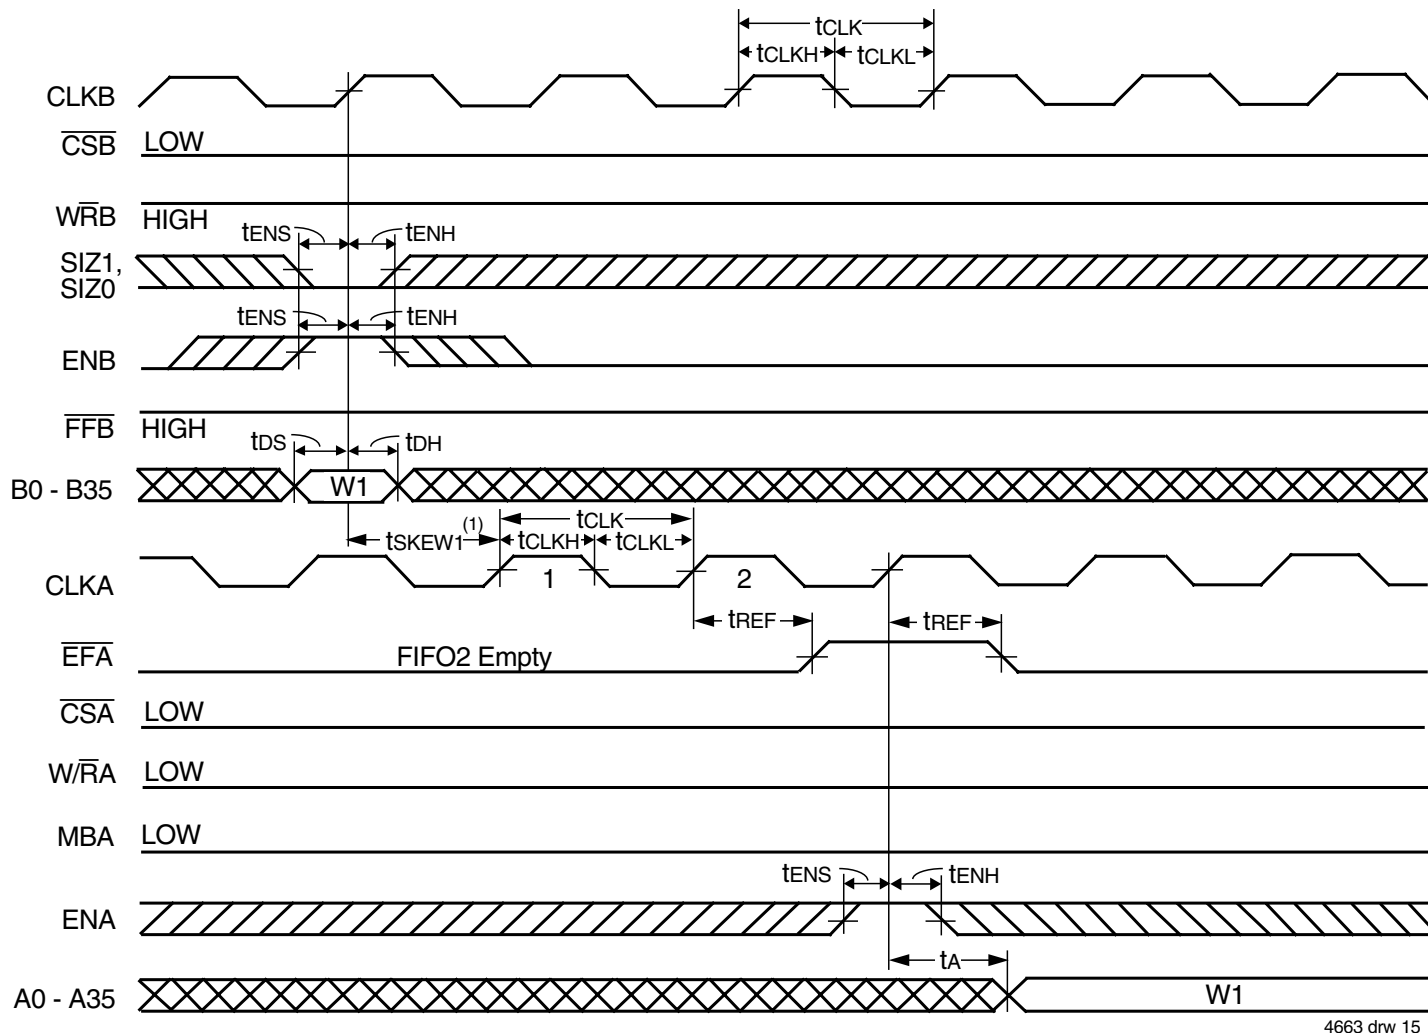 tCLK
tCLKH tCLKL
CLKB
CSB LOW
WRB HIGH
tENS tENH
SIZ1,
SIZ0
tENS tENH
ENB
FFB HIGH
tDS tDH
B0 - B35 W1
tSKEW1(1) tCLK
tCLKH tCLKL
CLKA 1 2
tREF tREF
EFA FIFO2 Empty
CSA LOW
W/RA LOW
MBA LOW
tENS tENH
ENA
tA
A0 - A35 W1
4663 drw 15